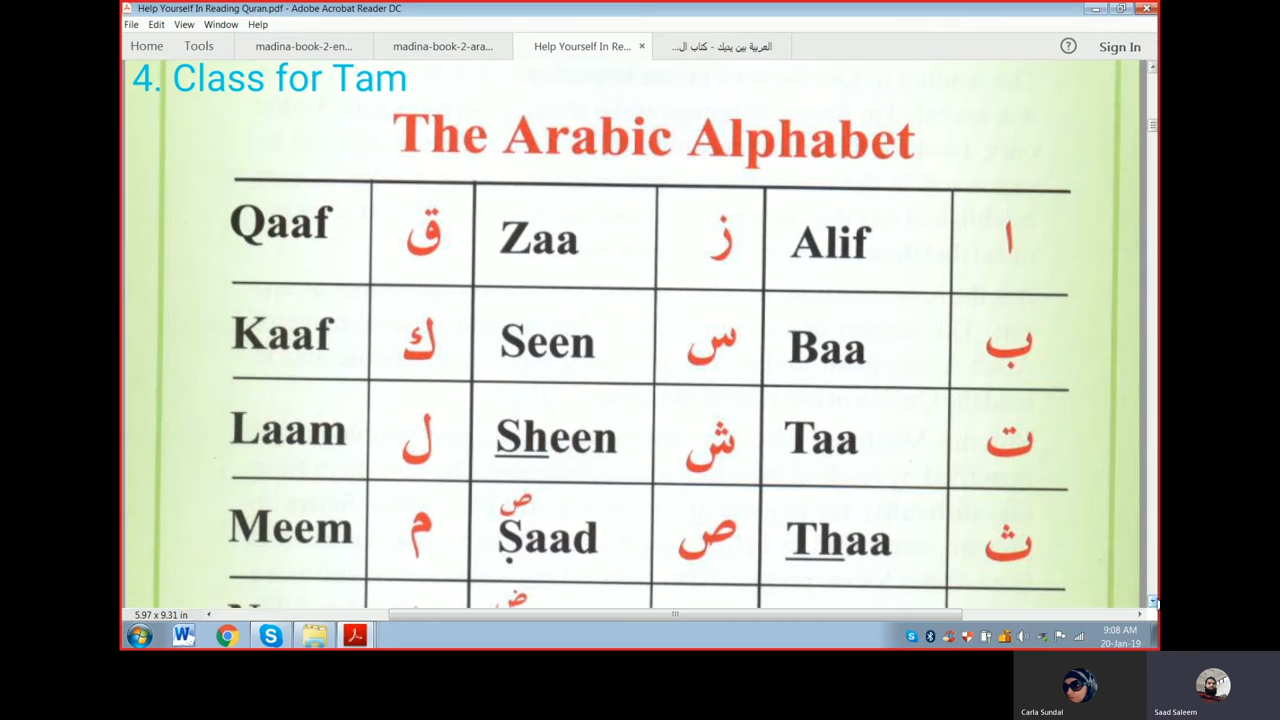 Help Yourself In Reading Quran.pdf - Adobe Acrobat Reader DC
File Edit View Window Help
Home Tools madina-book-2-en... madina-book-2-ara... Help Yourself In Re... × العربية بين يديك - كتاب ال... ? Sign In
4. Class for Tam
The Arabic Alphabet
Qaaf ق Zaa ز Alif ا
Kaaf ك Seen س Baa ب
Laam ل Sheen ش Taa ت
ص
Meem م Saad ص Thaa ث
ض
5.97 x 9.31 in
9:08 AM
20-Jan-19
Carla Sundal Saad Saleem